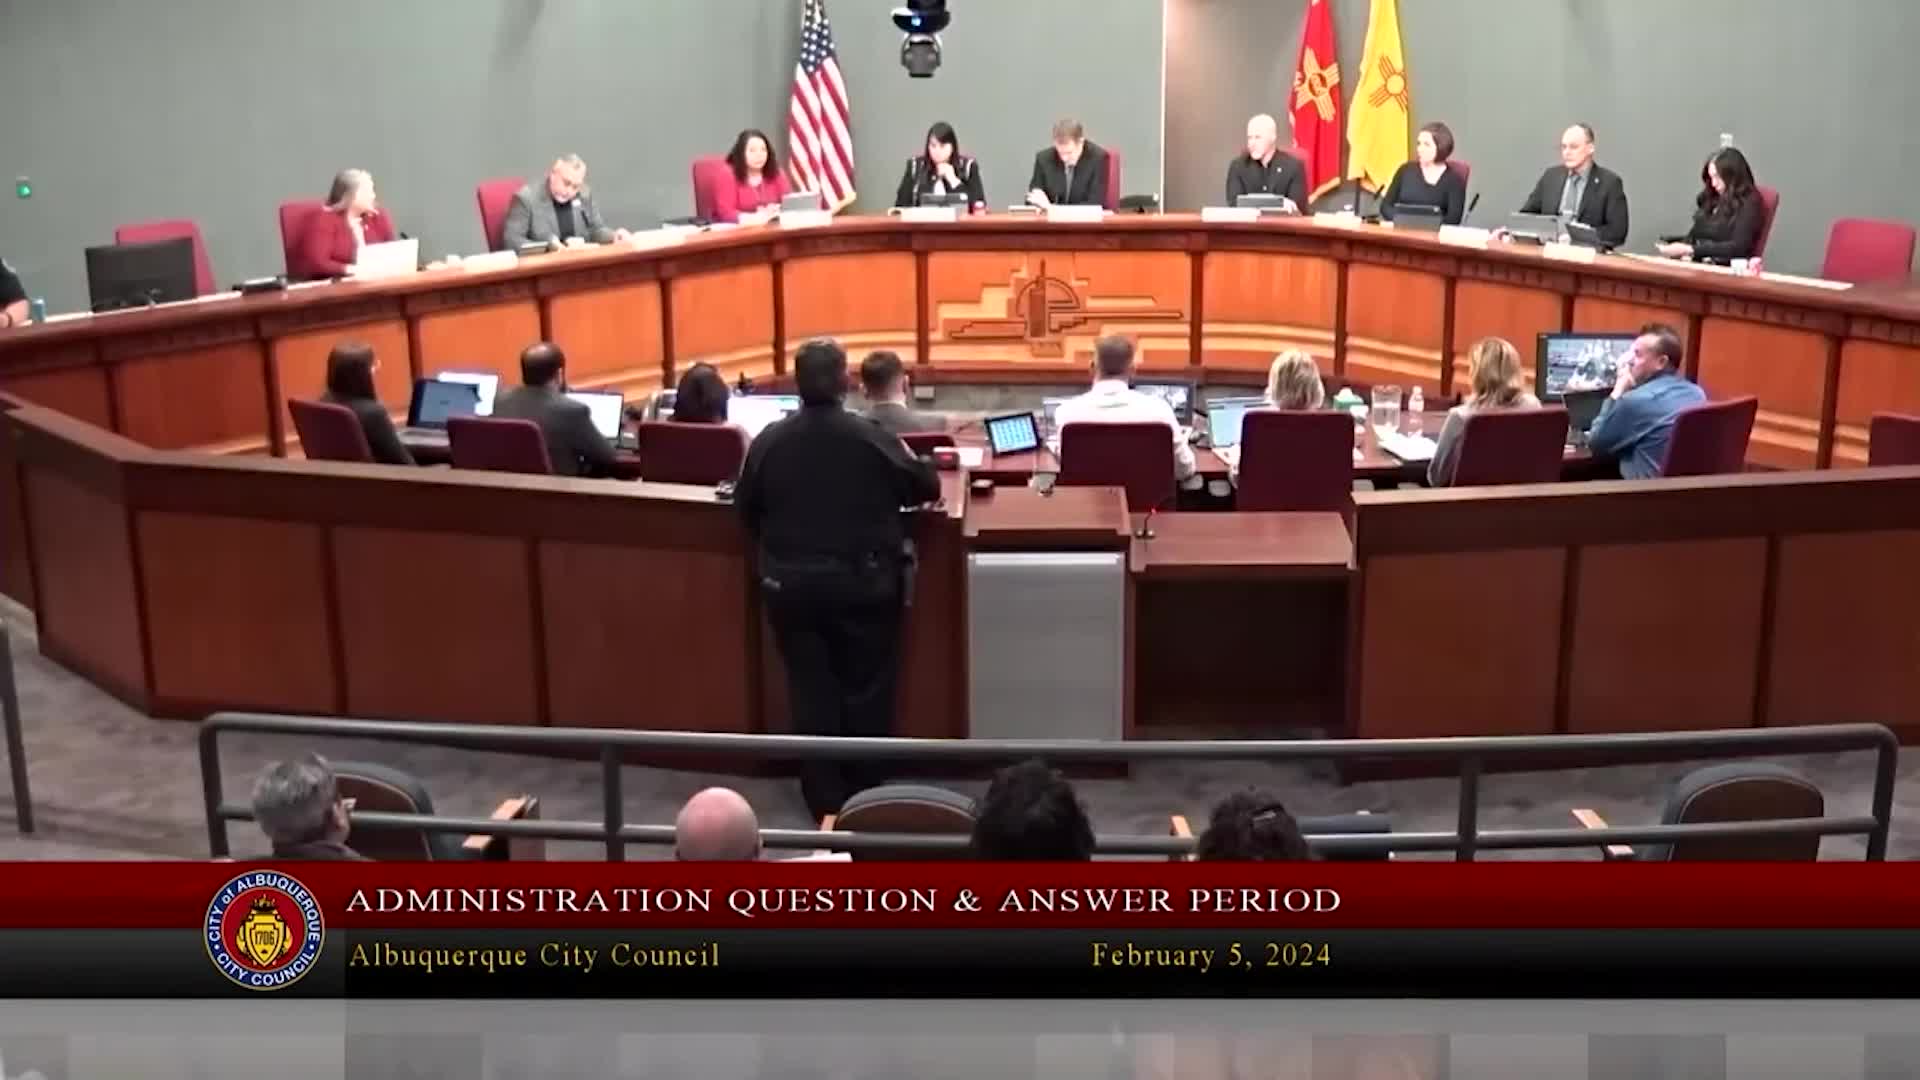 ADMINISTRATION QUESTION & ANSWER PERIOD
Albuquerque City Council
February 5, 2024
CITY of ALBUQUERQUE
1706
CITY COUNCIL